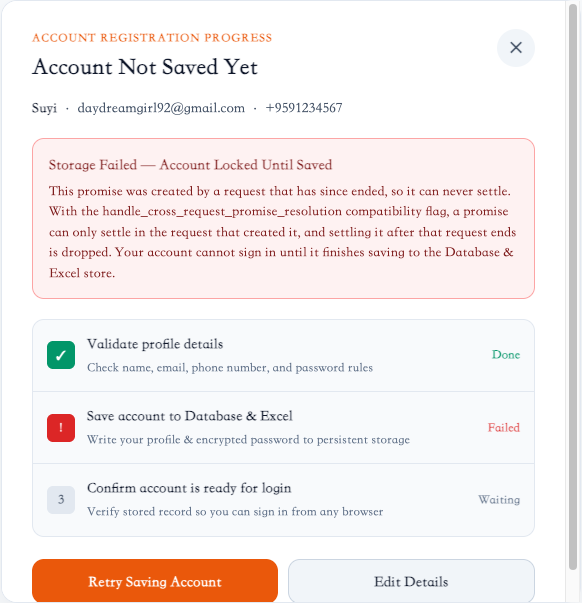 ACCOUNT REGISTRATION PROGRESS
Account Not Saved Yet
Suyi · daydreamgirl92@gmail.com · +9591234567
Storage Failed — Account Locked Until Saved
This promise was created by a request that has since ended, so it can never settle.
With the handle_cross_request_promise_resolution compatibility flag, a promise
can only settle in the request that created it, and settling it after that request ends
is dropped. Your account cannot sign in until it finishes saving to the Database &
Excel store.
Validate profile details
Check name, email, phone number, and password rules
Done
!
Save account to Database & Excel
Write your profile & encrypted password to persistent storage
Failed
3
Confirm account is ready for login
Verify stored record so you can sign in from any browser
Waiting
Retry Saving Account
Edit Details